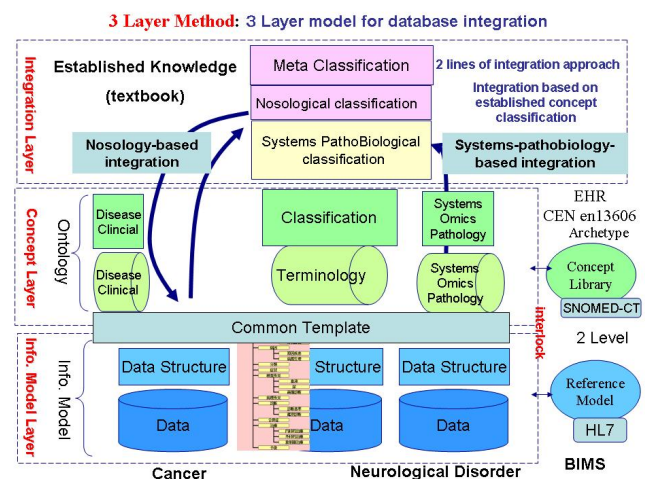 3 Layer Method: 3 Layer model for database integration
Integration Layer
Established Knowledge
(textbook)
Meta Classification
Nosological classification
Systems PathoBiological
classification
2 lines of integration approach
Integration based on
established concept
classification
Nosology-based
integration
Systems-pathobiology-
based integration
Concept Layer
Ontology
Disease
Clincial
Classification
Systems
Omics
Pathology
Disease
Clinical
Terminology
Systems
Omics
Pathology
EHR
CEN en13606
Archetype
Concept
Library
SNOMED-CT
Common Template
interlock
2 Level
Info. Model Layer
Info. Model
Data Structure
Structure
Data Structure
Data
Data
Data
Reference
Model
HL7
Cancer
Neurological Disorder
BIMS